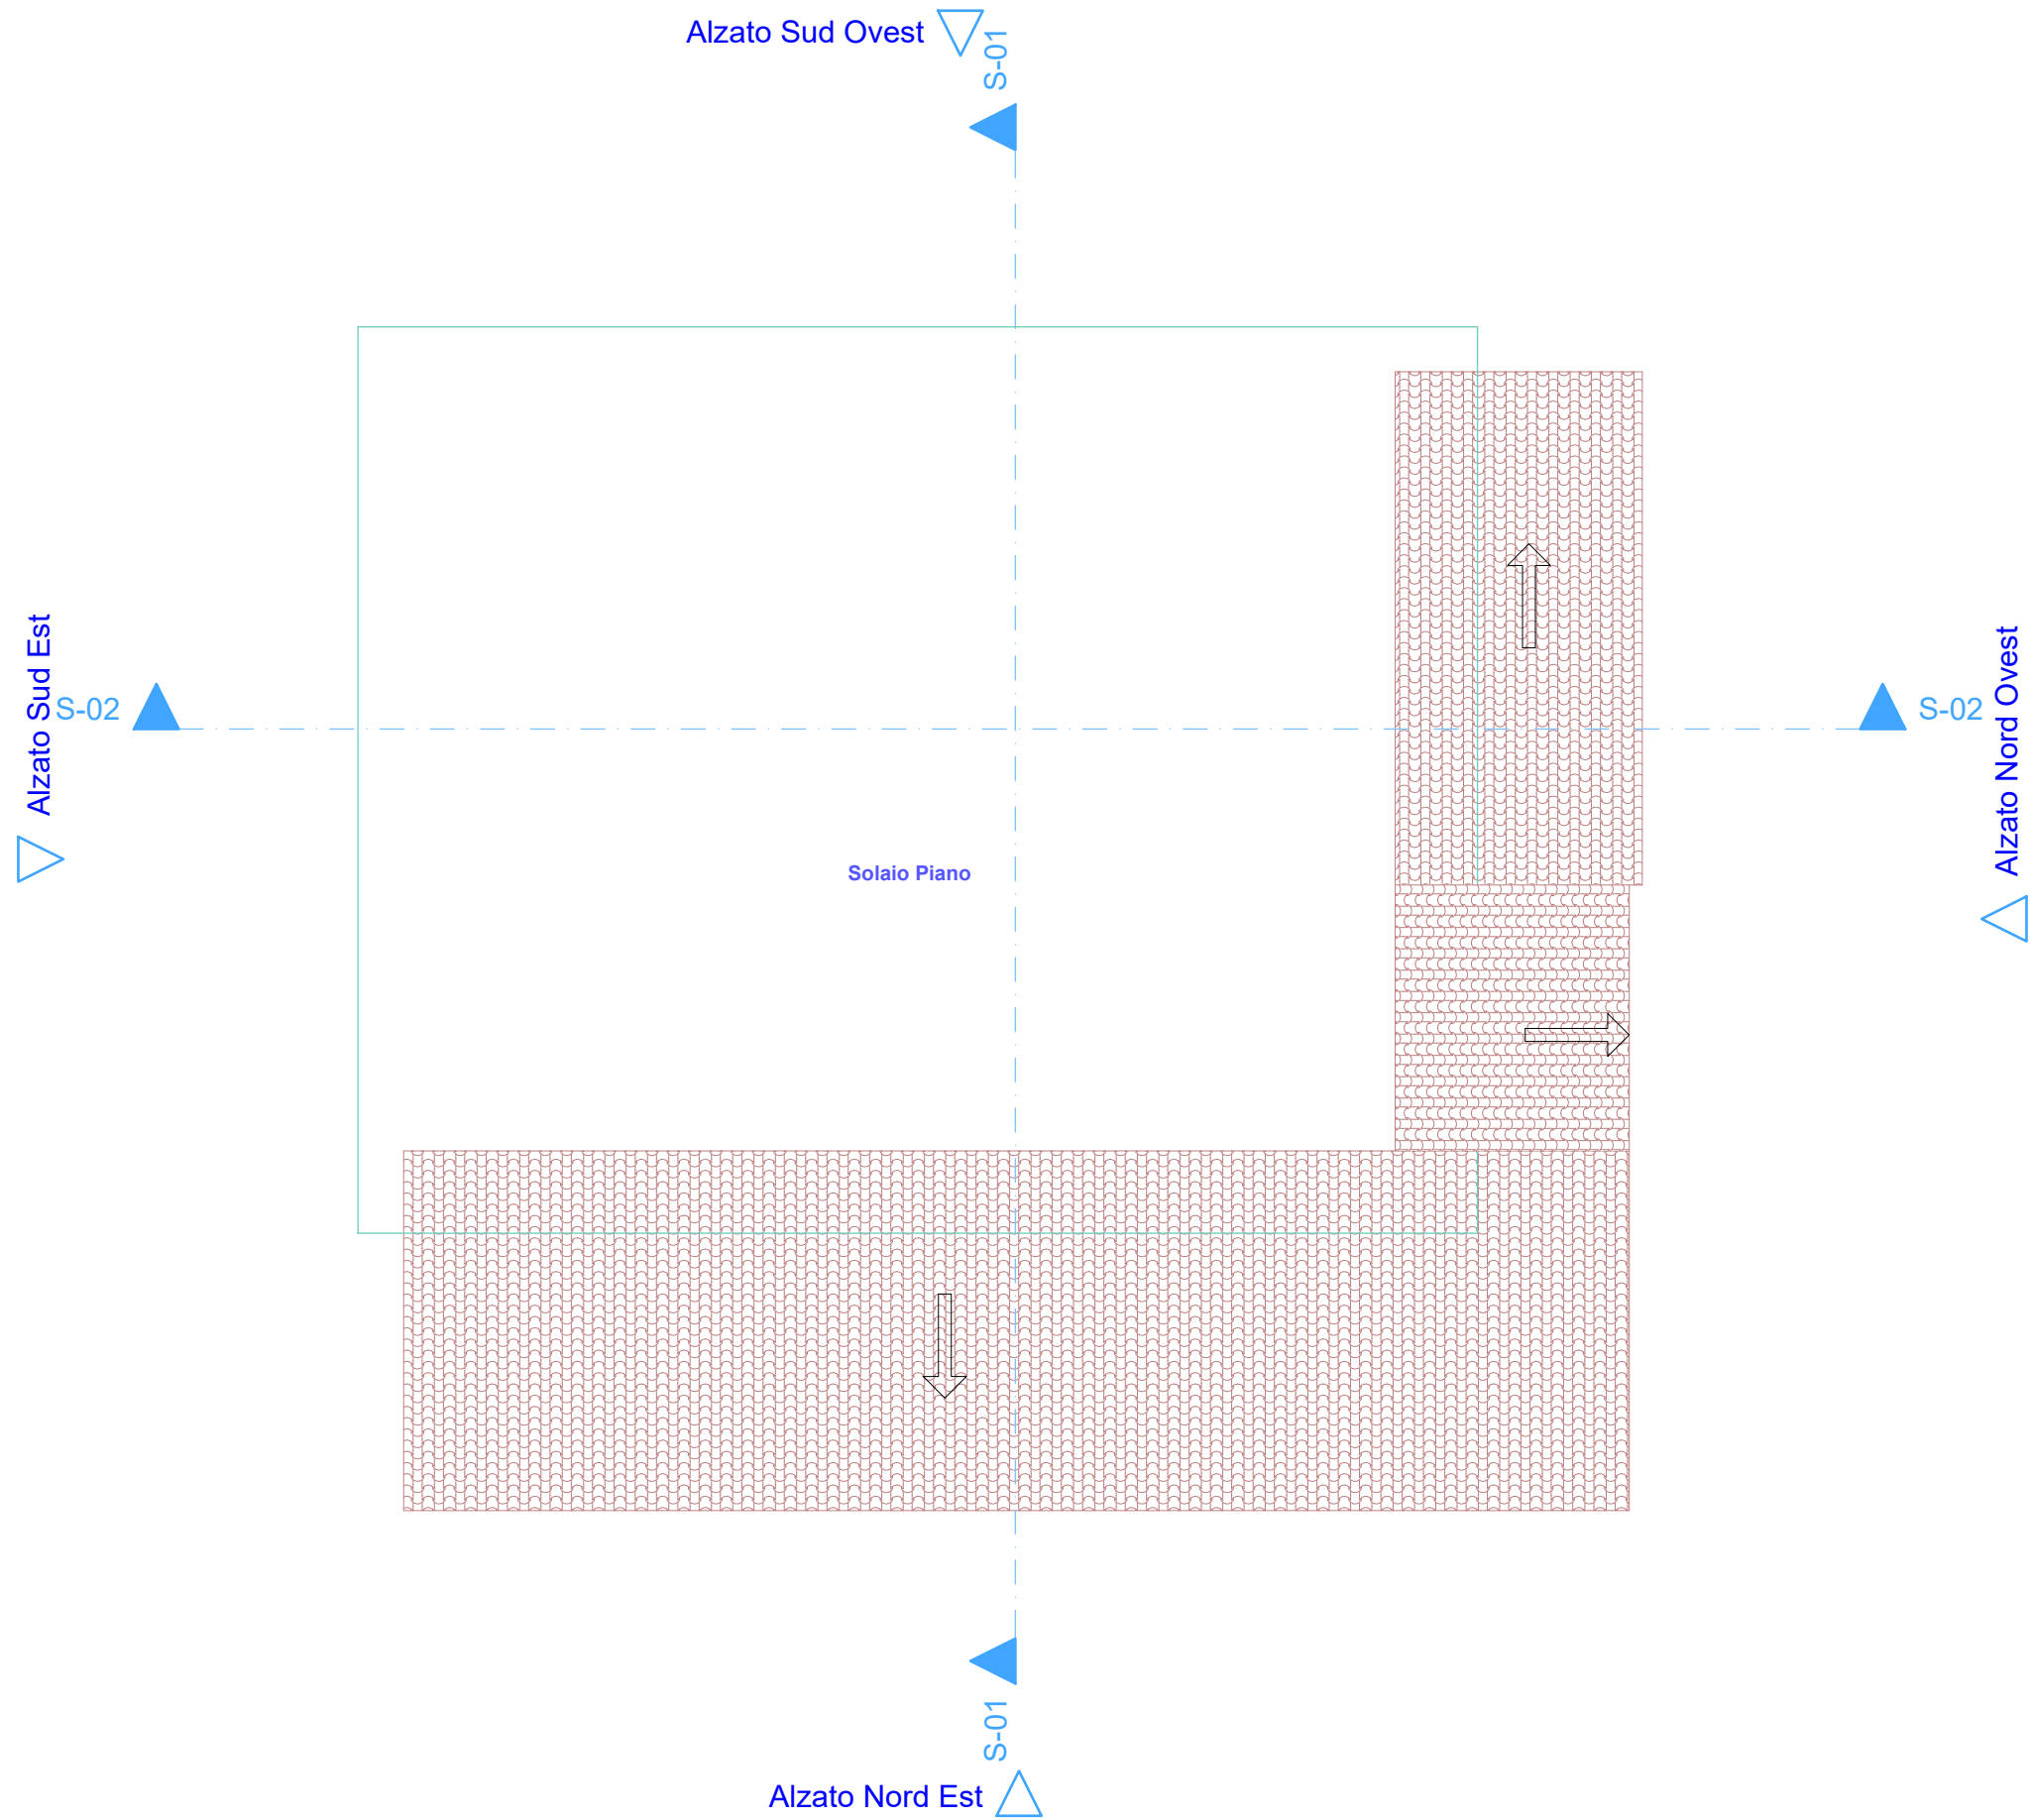 Alzato Sud Ovest
S-01
Alzato Sud Est
S-02
S-02
Alzato Nord Ovest
Solaio Piano
S-01
Alzato Nord Est